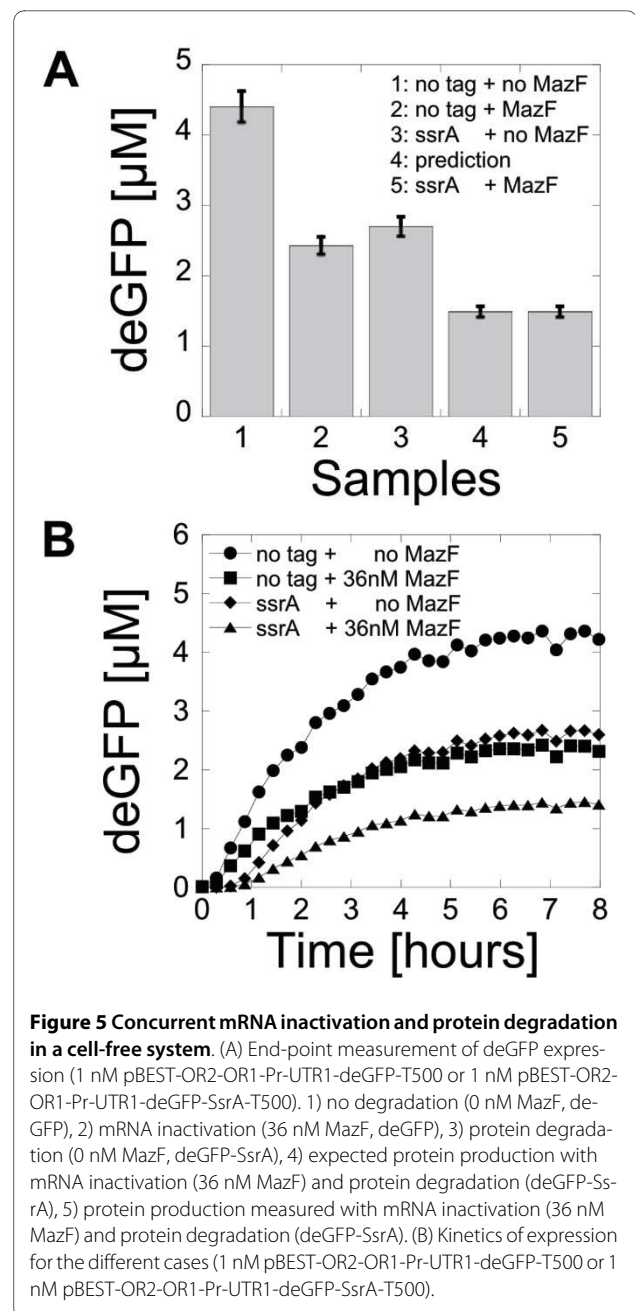 A
5
4
3
2
1
0
deGFP [µM]
1: no tag + no MazF
2: no tag + MazF
3: ssrA + no MazF
4: prediction
5: ssrA + MazF
1 2 3 4 5
Samples
B
6
5
4
3
2
1
0
deGFP [µM]
no tag + no MazF
no tag + 36nM MazF
ssrA + no MazF
ssrA + 36nM MazF
0 1 2 3 4 5 6 7 8
Time [hours]
Figure 5 Concurrent mRNA inactivation and protein degradation
in a cell-free system. (A) End-point measurement of deGFP expres-
sion (1 nM pBEST-OR2-OR1-Pr-UTR1-deGFP-T500 or 1 nM pBEST-OR2-
OR1-Pr-UTR1-deGFP-SsrA-T500). 1) no degradation (0 nM MazF, de-
GFP), 2) mRNA inactivation (36 nM MazF, deGFP), 3) protein degrada-
tion (0 nM MazF, deGFP-SsrA), 4) expected protein production with
mRNA inactivation (36 nM MazF) and protein degradation (deGFP-Ss-
rA), 5) protein production measured with mRNA inactivation (36 nM
MazF) and protein degradation (deGFP-SsrA). (B) Kinetics of expression
for the different cases (1 nM pBEST-OR2-OR1-Pr-UTR1-deGFP-T500 or 1
nM pBEST-OR2-OR1-Pr-UTR1-deGFP-SsrA-T500).